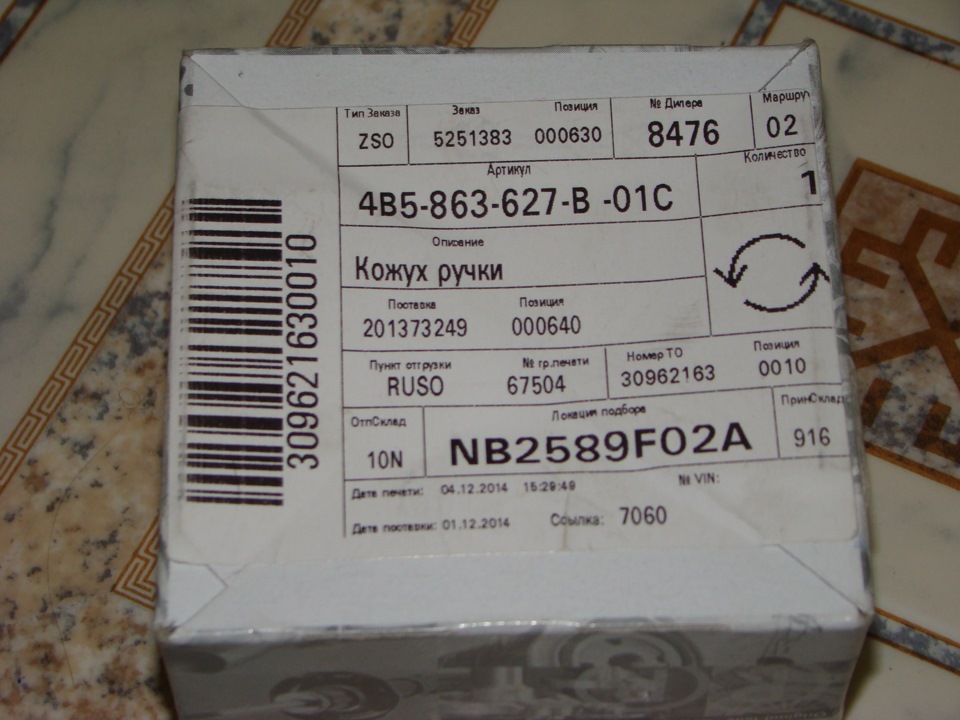 Тип Заказа Заказ Позиция № Дилера Маршру
ZSO 5251383 000630 8476 02
Артикул Количество
4B5-863-627-B -01C 1
Описание
Кожух ручки
Поставка Позиция
201373249 000640
Пункт отгрузки № гр.печати Номер ТО Позиция
RUSO 67504 30962163 0010
ОтпСклад Локация подбора ПринСклад
10N NB2589F02A 916
Дата печати: 04.12.2014 15:29:49 № VIN:
Дата поставки: 01.12.2014 Ссылка: 7060
309621630010